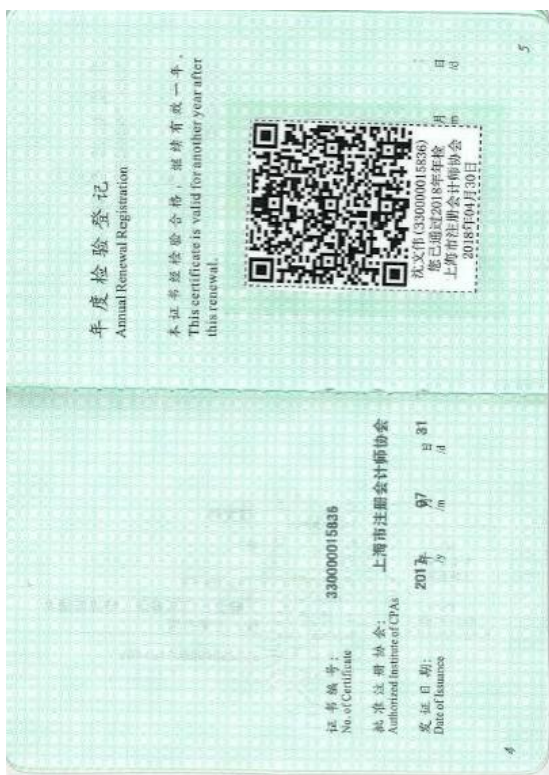 证书编号:
No. of Certificate
330000015836
批准注册协会:
Authorized Institute of CPAs
上海市注册会计师协会
发证日期:
Date of Issuance
2017 年 07 月 31 日
/y /m /d
4
年度检验登记
Annual Renewal Registration
本证书经检验合格,继续有效一年。
This certificate is valid for another year after
this renewal.
沈文伟(330000015836)
您已通过2018年年检
上海市注册会计师协会
2018年04月30日
月 日
/m /d
5